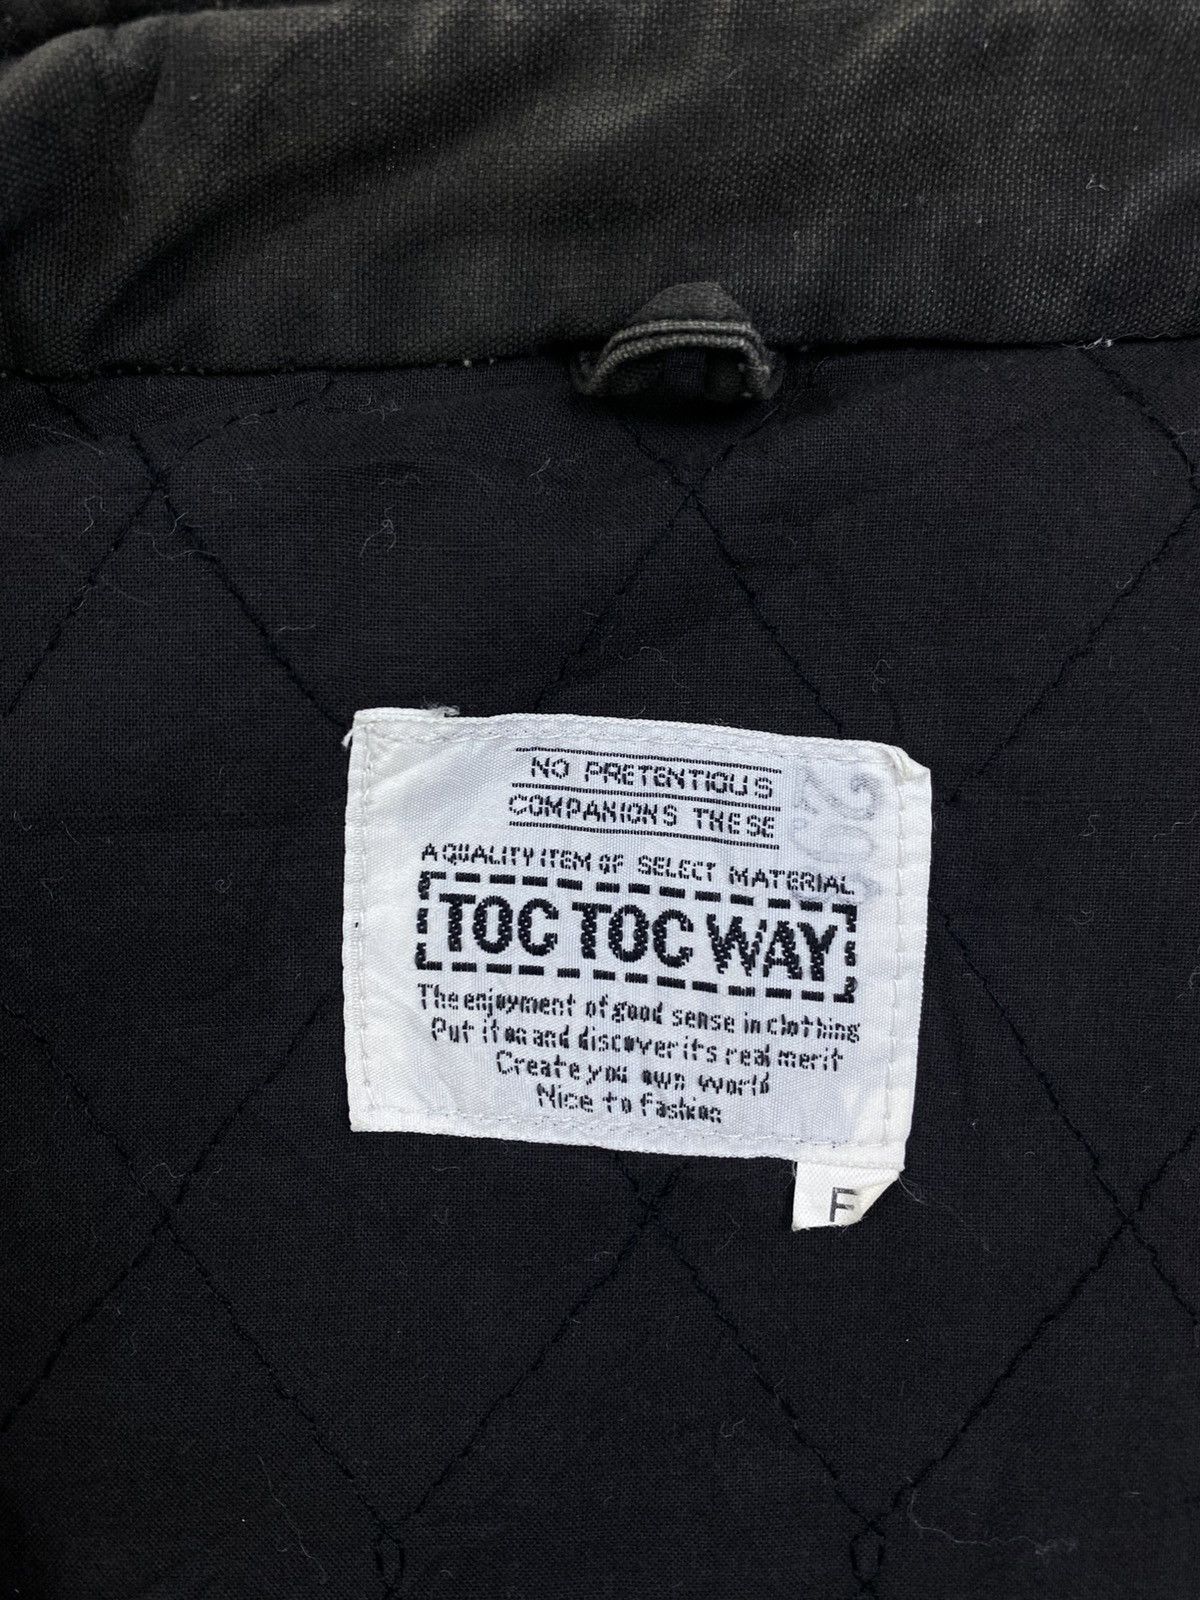 NO PRETENTIOUS
COMPANIONS THESE
A QUALITY ITEM OF SELECT MATERIAL
TOC TOC WAY
The enjoyment of good sense in clothing
Put it on and discover its real merit
Create you own world
Nice to fashion
F